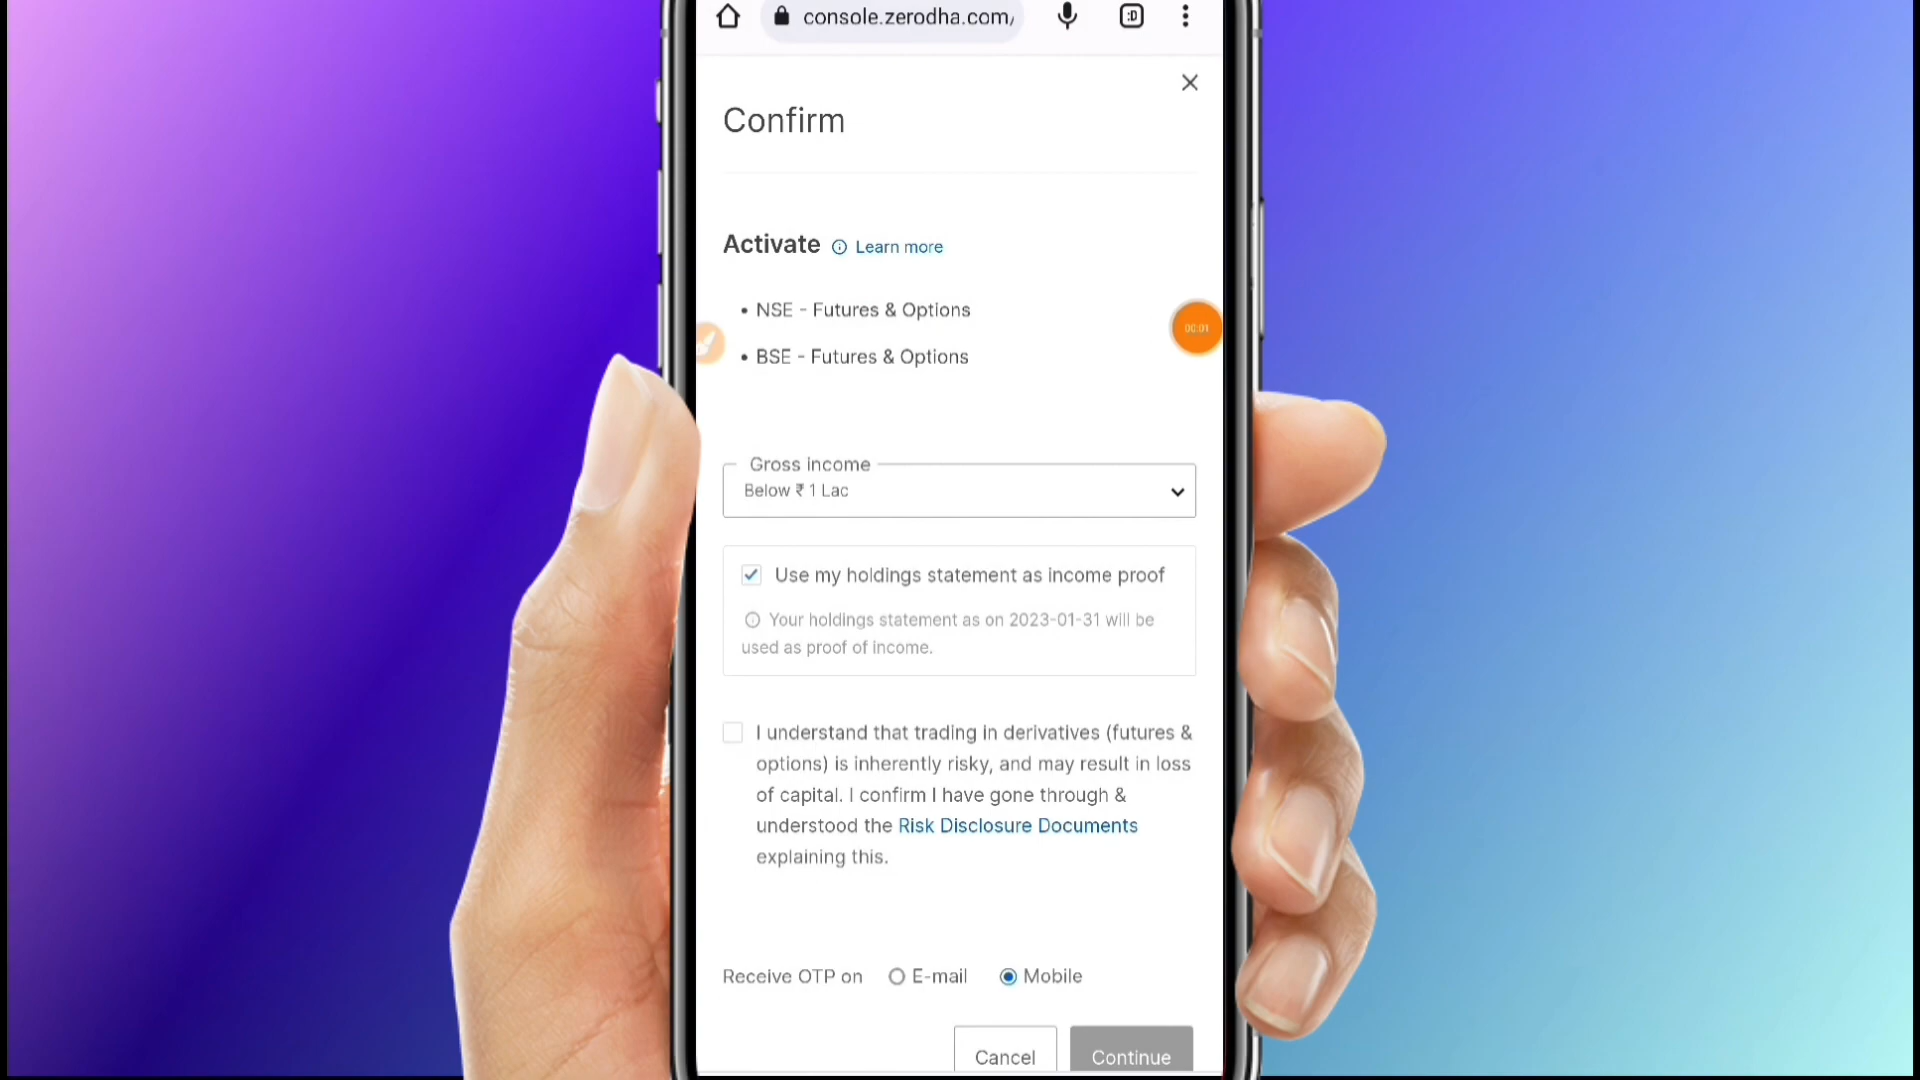 console.zerodha.com/
:D
Confirm
Activate Learn more
• NSE - Futures & Options
00:01
• BSE - Futures & Options
Gross income
Below ₹ 1 Lac
Use my holdings statement as income proof
Your holdings statement as on 2023-01-31 will be
used as proof of income.
I understand that trading in derivatives (futures &
options) is inherently risky, and may result in loss
of capital. I confirm I have gone through &
understood the Risk Disclosure Documents
explaining this.
Receive OTP on E-mail Mobile
Cancel Continue